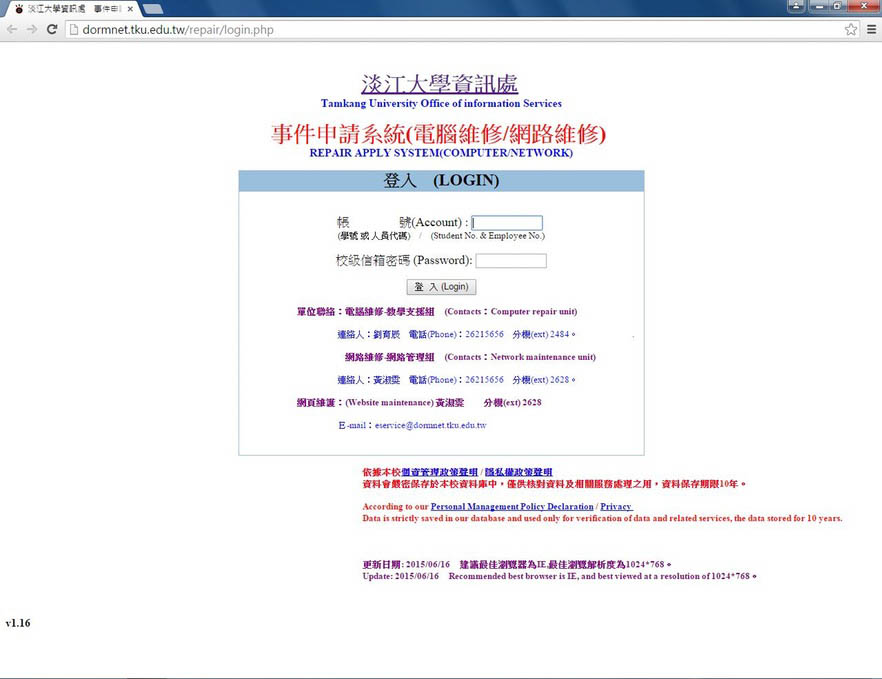 淡江大學資訊處 事件申
dormnet.tku.edu.tw/repair/login.php
淡江大學資訊處
Tamkang University Office of information Services
事件申請系統(電腦維修/網路維修)
REPAIR APPLY SYSTEM(COMPUTER/NETWORK)
登入 (LOGIN)
帳 號(Account) :
(學號 或 人員代碼) / (Student No. & Employee No.)
校級信箱密碼 (Password):
登 入 (Login)
單位聯絡：電腦維修-教學支援組 (Contacts：Computer repair unit)
連絡人：劉育辰 電話(Phone)：26215656 分機(ext) 2484。
網路維修-網路管理組 (Contacts：Network maintenance unit)
連絡人：黃淑雯 電話(Phone)：26215656 分機(ext) 2628。
網頁維護：(Website maintenance) 黃淑雯 分機(ext) 2628
E-mail：eservice@dormnet.tku.edu.tw
依據本校個資管理政策聲明 / 隱私權政策聲明
資料會嚴密保存於本校資料庫中，僅供核對資料及相關服務處理之用，資料保存期限10年。
According to our Personal Management Policy Declaration / Privacy
Data is strictly saved in our database and used only for verification of data and related services, the data stored for 10 years.
更新日期: 2015/06/16 建議最佳瀏覽器為IE,最佳瀏覽解析度為1024*768。
Update: 2015/06/16 Recommended best browser is IE, and best viewed at a resolution of 1024*768。
v1.16